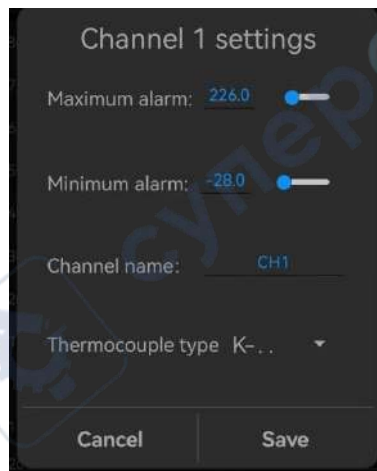 Channel 1 settings
Maximum alarm: 226.0
Minimum alarm: -28.0
Channel name: CH1
Thermocouple type K-..
Cancel Save